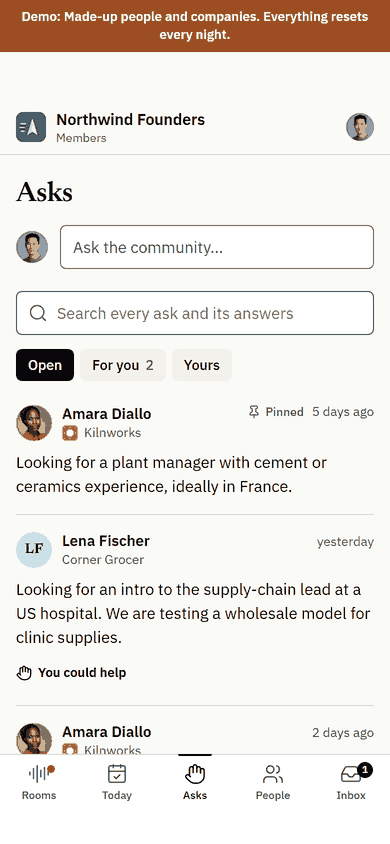 Demo: Made-up people and companies. Everything resets
every night.
Northwind Founders
Members
Asks
Ask the community...
Search every ask and its answers
Open
For you 2
Yours
Amara Diallo
Pinned 5 days ago
Kilnworks
Looking for a plant manager with cement or
ceramics experience, ideally in France.
LF
Lena Fischer
yesterday
Corner Grocer
Looking for an intro to the supply-chain lead at a
US hospital. We are testing a wholesale model for
clinic supplies.
You could help
Amara Diallo
2 days ago
Kilnworks
1
Rooms
Today
Asks
People
Inbox